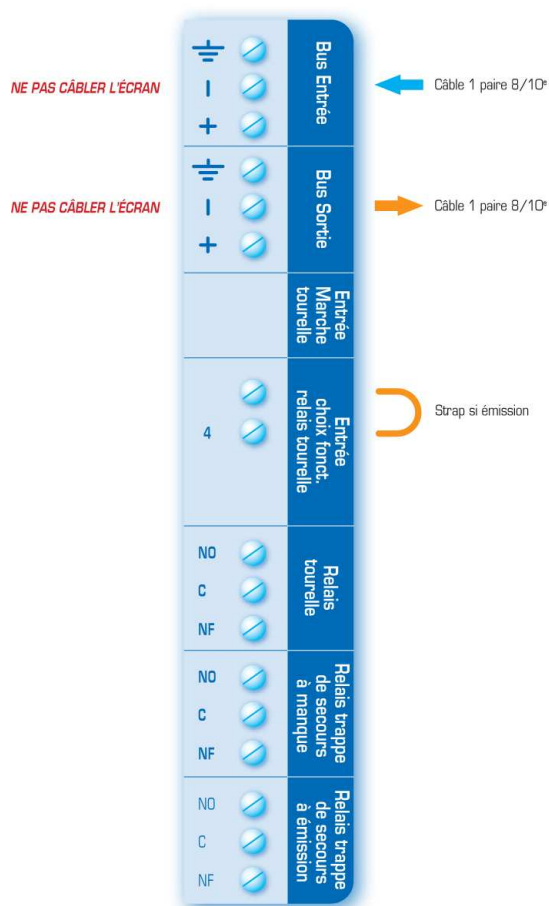 Bus Entrée
NE PAS CÂBLER L'ÉCRAN
–
+
Câble 1 paire 8/10e
Bus Sortie
NE PAS CÂBLER L'ÉCRAN
–
+
Câble 1 paire 8/10e
Entrée
Marche
tourelle
Entrée
choix fonct.
relais tourelle
4
Strap si émission
Relais
tourelle
NO
C
NF
Relais trappe
de secours
à manque
NO
C
NF
Relais trappe
de secours
à émission
NO
C
NF